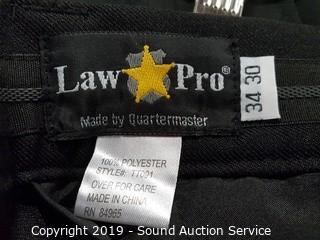 Law Pro®
34 30
Made by Quartermaster
100% POLYESTER
STYLE#: TT001
OVER FOR CARE
MADE IN CHINA
RN 84965
Copyright 2019 - Sound Auction Service